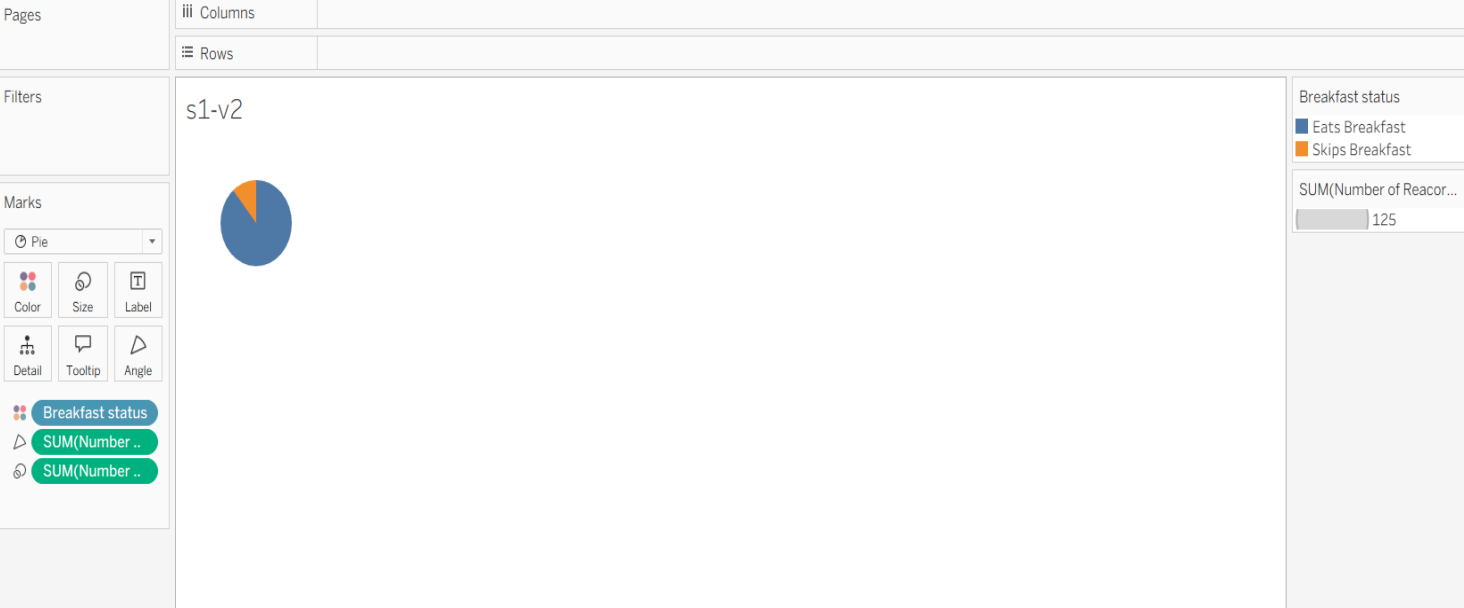 Pages
Columns
Rows
Filters
s1-v2
Breakfast status
Eats Breakfast
Skips Breakfast
SUM(Number of Reacor...
125
Marks
Pie
Color Size Label
Detail Tooltip Angle
Breakfast status
SUM(Number ..
SUM(Number ..